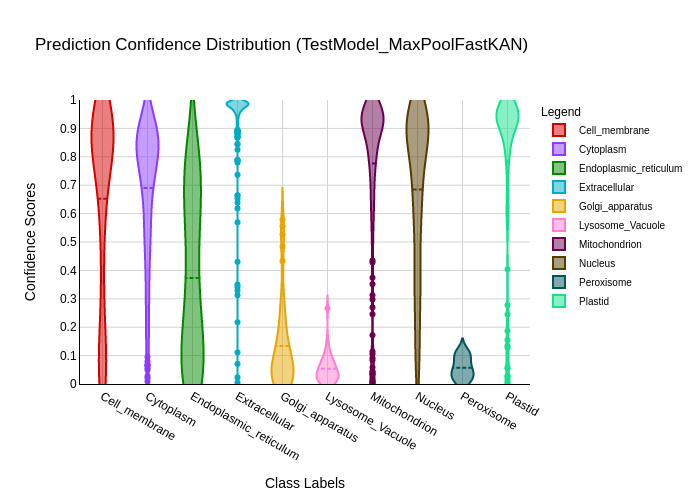 Prediction Confidence Distribution (TestModel_MaxPoolFastKAN)
Legend
Cell_membrane
Cytoplasm
Endoplasmic_reticulum
Extracellular
Golgi_apparatus
Lysosome_Vacuole
Mitochondrion
Nucleus
Peroxisome
Plastid
Confidence Scores
1
0.9
0.8
0.7
0.6
0.5
0.4
0.3
0.2
0.1
0
Cell_membrane
Cytoplasm
Endoplasmic_reticulum
Extracellular
Golgi_apparatus
Lysosome_Vacuole
Mitochondrion
Nucleus
Peroxisome
Plastid
Class Labels